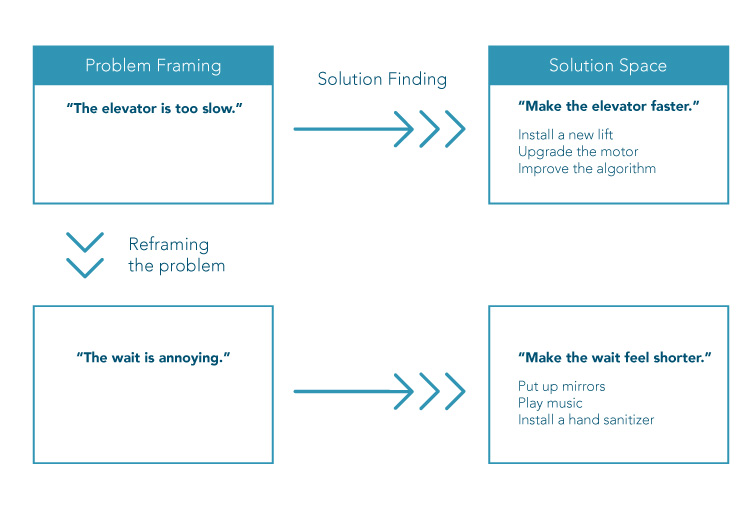 Problem Framing
Solution Finding
Solution Space
“The elevator is too slow.”
“Make the elevator faster.”
Install a new lift
Upgrade the motor
Improve the algorithm
Reframing
the problem
“The wait is annoying.”
“Make the wait feel shorter.”
Put up mirrors
Play music
Install a hand sanitizer